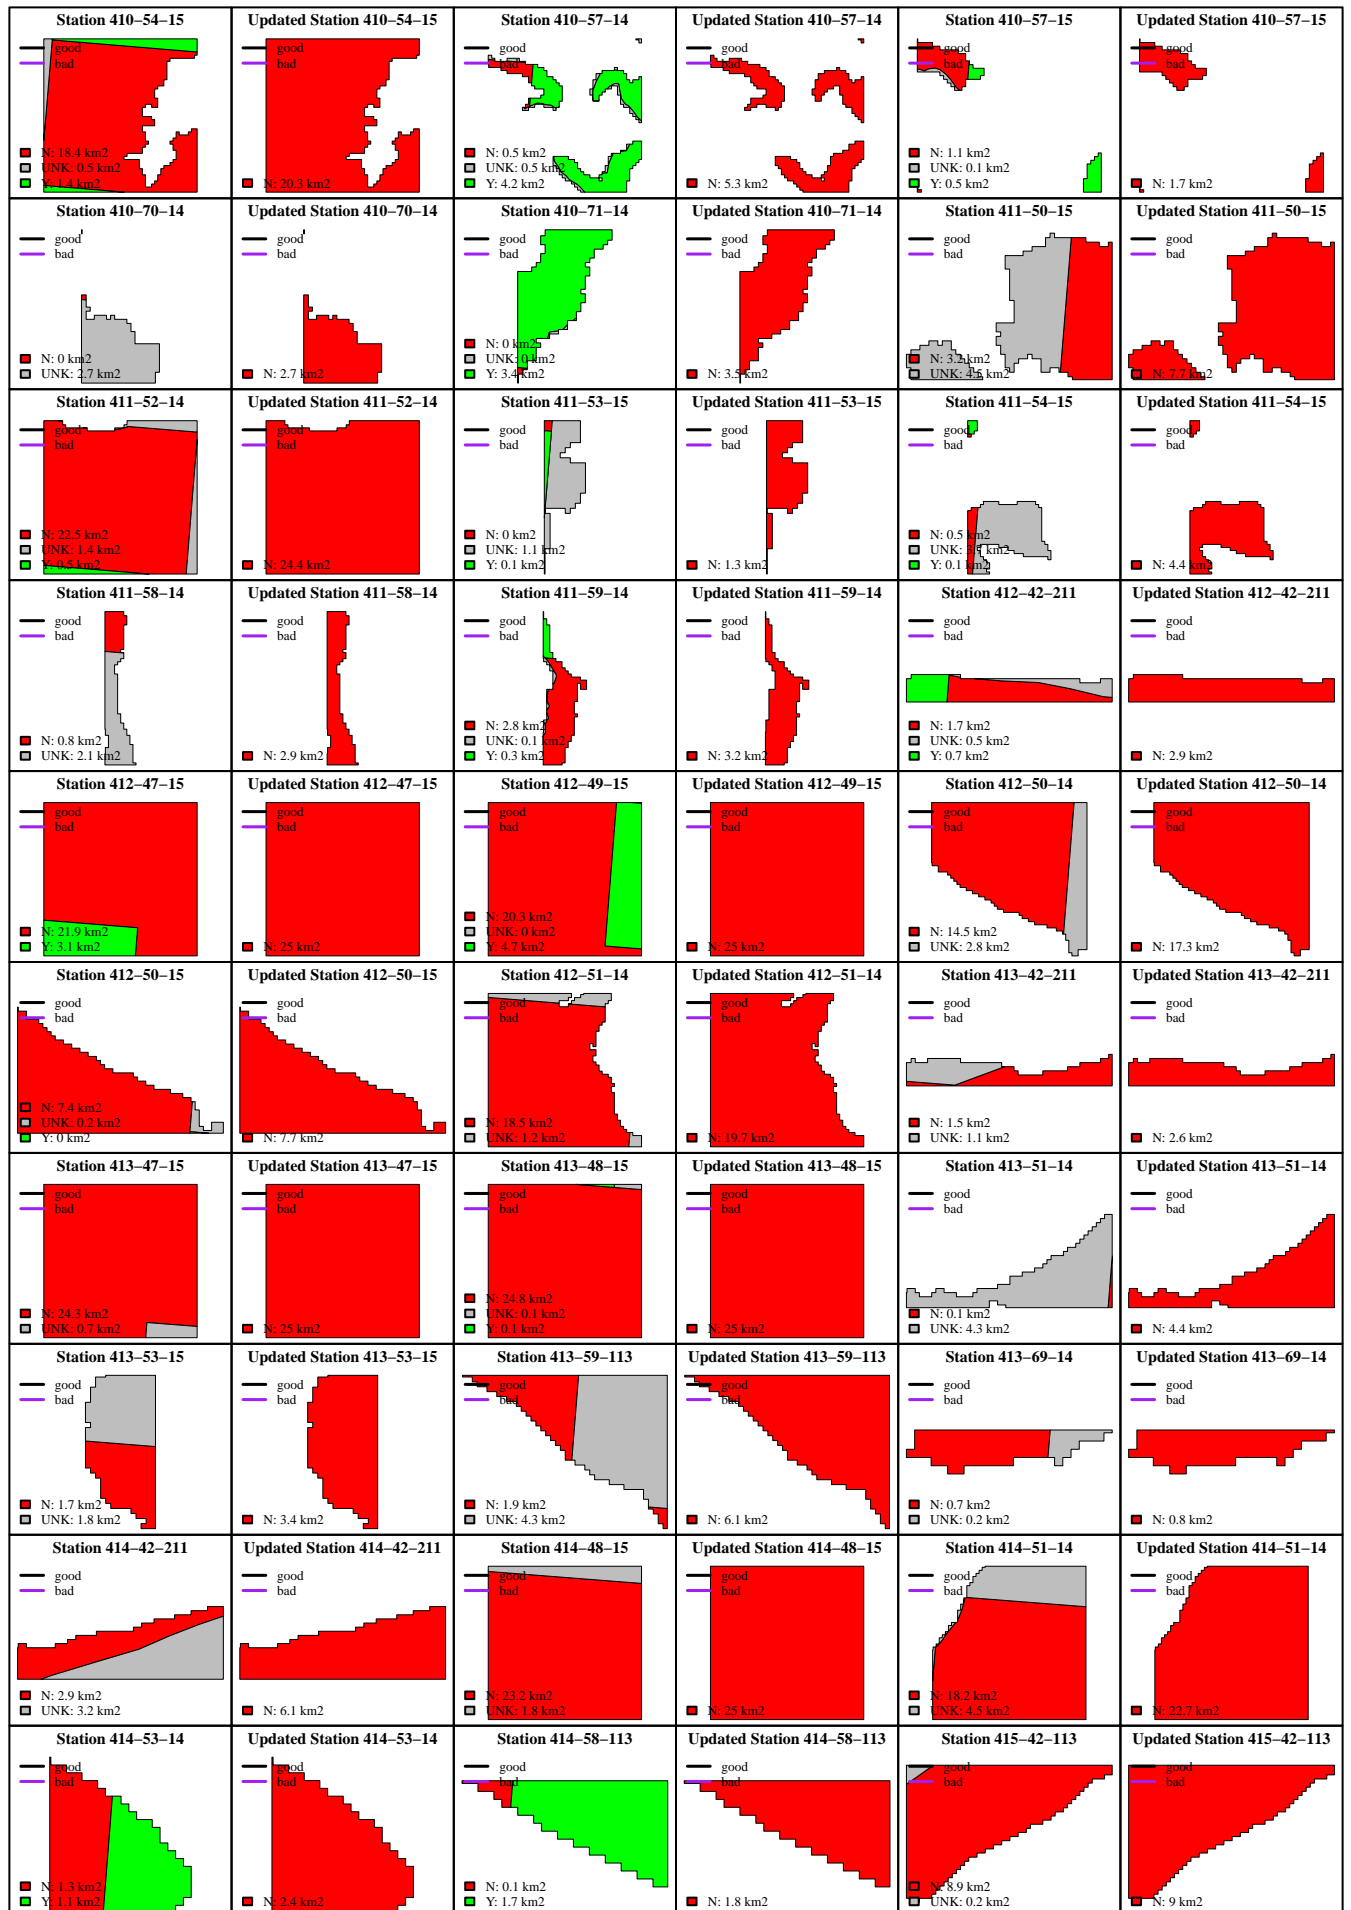 Station 410−54−15
good
bad
N: 18.4 km2
UNK: 0.5 km2
Y: 1.4 km2
Updated Station 410−54−15
good
bad
N: 20.3 km2
Station 410−57−14
good
bad
N: 0.5 km2
UNK: 0.5 km2
Y: 4.2 km2
Updated Station 410−57−14
good
bad
N: 5.3 km2
Station 410−57−15
good
bad
N: 1.1 km2
UNK: 0.1 km2
Y: 0.5 km2
Updated Station 410−57−15
good
bad
N: 1.7 km2
Station 410−70−14
good
bad
N: 0 km2
UNK: 2.7 km2
Updated Station 410−70−14
good
bad
N: 2.7 km2
Station 410−71−14
good
bad
N: 0 km2
UNK: 0 km2
Y: 3.4 km2
Updated Station 410−71−14
good
bad
N: 3.5 km2
Station 411−50−15
good
bad
N: 3.2 km2
UNK: 4.5 km2
Updated Station 411−50−15
good
bad
N: 7.7 km2
Station 411−52−14
good
bad
N: 22.5 km2
UNK: 1.4 km2
Y: 0.5 km2
Updated Station 411−52−14
good
bad
N: 24.4 km2
Station 411−53−15
good
bad
N: 0 km2
UNK: 1.1 km2
Y: 0.1 km2
Updated Station 411−53−15
good
bad
N: 1.3 km2
Station 411−54−15
good
bad
N: 0.5 km2
UNK: km2
Y: 0.1 km2
Updated Station 411−54−15
good
bad
N: 4.4 km2
Station 411−58−14
good
bad
N: 0.8 km2
UNK: 2.1 km2
Updated Station 411−58−14
good
bad
N: 2.9 km2
Station 411−59−14
good
bad
N: 2.8 km2
UNK: 0.1 km2
Y: 0.3 km2
Updated Station 411−59−14
good
bad
N: 3.2 km2
Station 412−42−211
good
bad
N: 1.7 km2
UNK: 0.5 km2
Y: 0.7 km2
Updated Station 412−42−211
good
bad
N: 2.9 km2
Station 412−47−15
good
bad
N: 21.9 km2
Y: 3.1 km2
Updated Station 412−47−15
good
bad
N: 25 km2
Station 412−49−15
good
bad
N: 20.3 km2
UNK: 0 km2
Y: 4.7 km2
Updated Station 412−49−15
good
bad
N: 25 km2
Station 412−50−14
good
bad
N: 14.5 km2
UNK: 2.8 km2
Updated Station 412−50−14
good
bad
N: 17.3 km2
Station 412−50−15
good
bad
N: 7.4 km2
UNK: 0.2 km2
Y: 0 km2
Updated Station 412−50−15
good
bad
N: 7.7 km2
Station 412−51−14
good
bad
N: 18.5 km2
UNK: 1.2 km2
Updated Station 412−51−14
good
bad
N: 19.7 km2
Station 413−42−211
good
bad
N: 1.5 km2
UNK: 1.1 km2
Updated Station 413−42−211
good
bad
N: 2.6 km2
Station 413−47−15
good
bad
N: 24.3 km2
UNK: 0.7 km2
Updated Station 413−47−15
good
bad
N: 25 km2
Station 413−48−15
good
bad
N: 24.8 km2
UNK: 0.1 km2
Y: 0.1 km2
Updated Station 413−48−15
good
bad
N: 25 km2
Station 413−51−14
good
bad
N: 0.1 km2
UNK: 4.3 km2
Updated Station 413−51−14
good
bad
N: 4.4 km2
Station 413−53−15
good
bad
N: 1.7 km2
UNK: 1.8 km2
Updated Station 413−53−15
good
bad
N: 3.4 km2
Station 413−59−113
good
bad
N: 1.9 km2
UNK: 4.3 km2
Updated Station 413−59−113
good
bad
N: 6.1 km2
Station 413−69−14
good
bad
N: 0.7 km2
UNK: 0.2 km2
Updated Station 413−69−14
good
bad
N: 0.8 km2
Station 414−42−211
good
bad
N: 2.9 km2
UNK: 3.2 km2
Updated Station 414−42−211
good
bad
N: 6.1 km2
Station 414−48−15
good
bad
N: 23.2 km2
UNK: 1.8 km2
Updated Station 414−48−15
good
bad
N: 25 km2
Station 414−51−14
good
bad
N: 18.2 km2
UNK: 4.5 km2
Updated Station 414−51−14
good
bad
N: 22.7 km2
Station 414−53−14
good
bad
N: 1.3 km2
Y: 1.1 km2
Updated Station 414−53−14
good
bad
N: 2.4 km2
Station 414−58−113
good
bad
N: 0.1 km2
Y: 1.7 km2
Updated Station 414−58−113
good
bad
N: 1.8 km2
Station 415−42−113
good
bad
N: 8.9 km2
UNK: 0.2 km2
Updated Station 415−42−113
good
bad
N: 9 km2